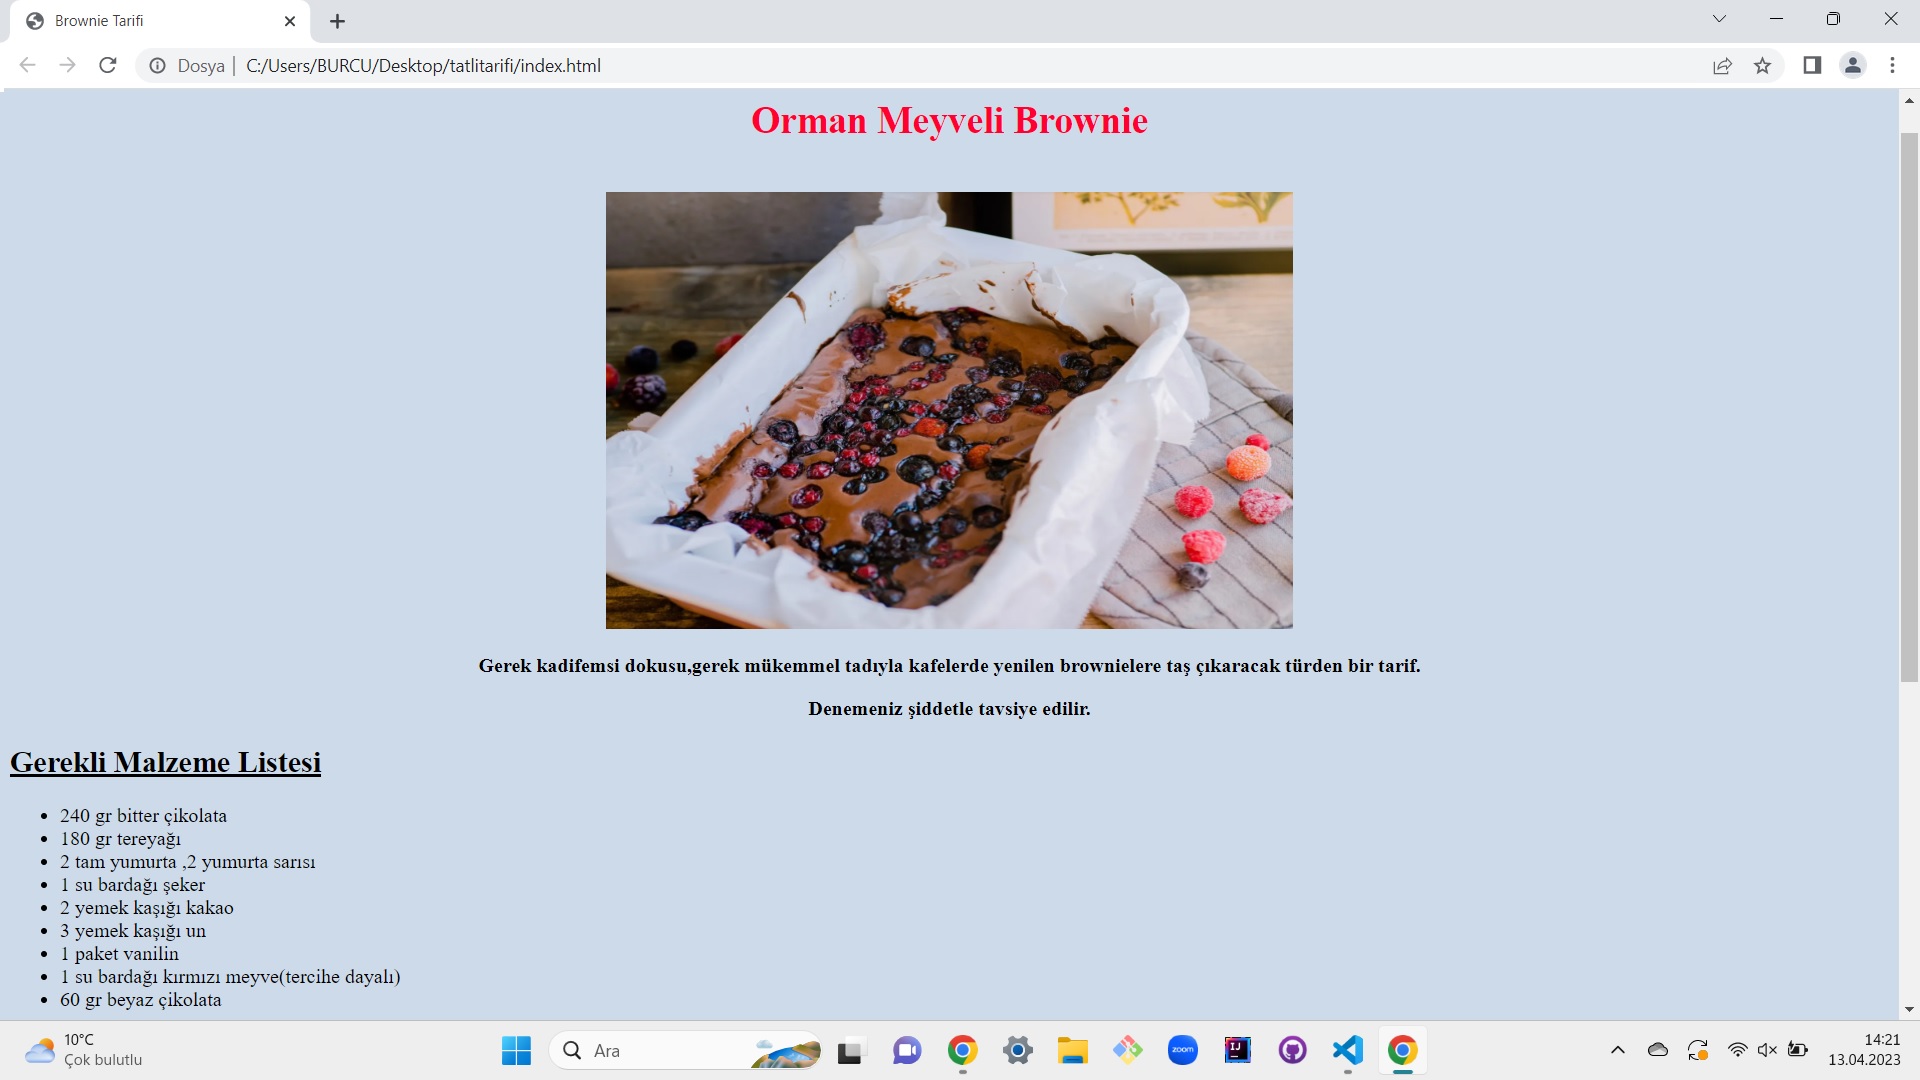 Brownie Tarifi
Dosya | C:/Users/BURCU/Desktop/tatlitarifi/index.html
Orman Meyveli Brownie
Gerek kadifemsi dokusu,gerek mükemmel tadıyla kafelerde yenilen brownielere taş çıkaracak türden bir tarif.
Denemeniz şiddetle tavsiye edilir.
Gerekli Malzeme Listesi
240 gr bitter çikolata
180 gr tereyağı
2 tam yumurta ,2 yumurta sarısı
1 su bardağı şeker
2 yemek kaşığı kakao
3 yemek kaşığı un
1 paket vanilin
1 su bardağı kırmızı meyve(tercihe dayalı)
60 gr beyaz çikolata
10°C
Çok bulutlu
Ara
zoom
IJ
14:21
13.04.2023